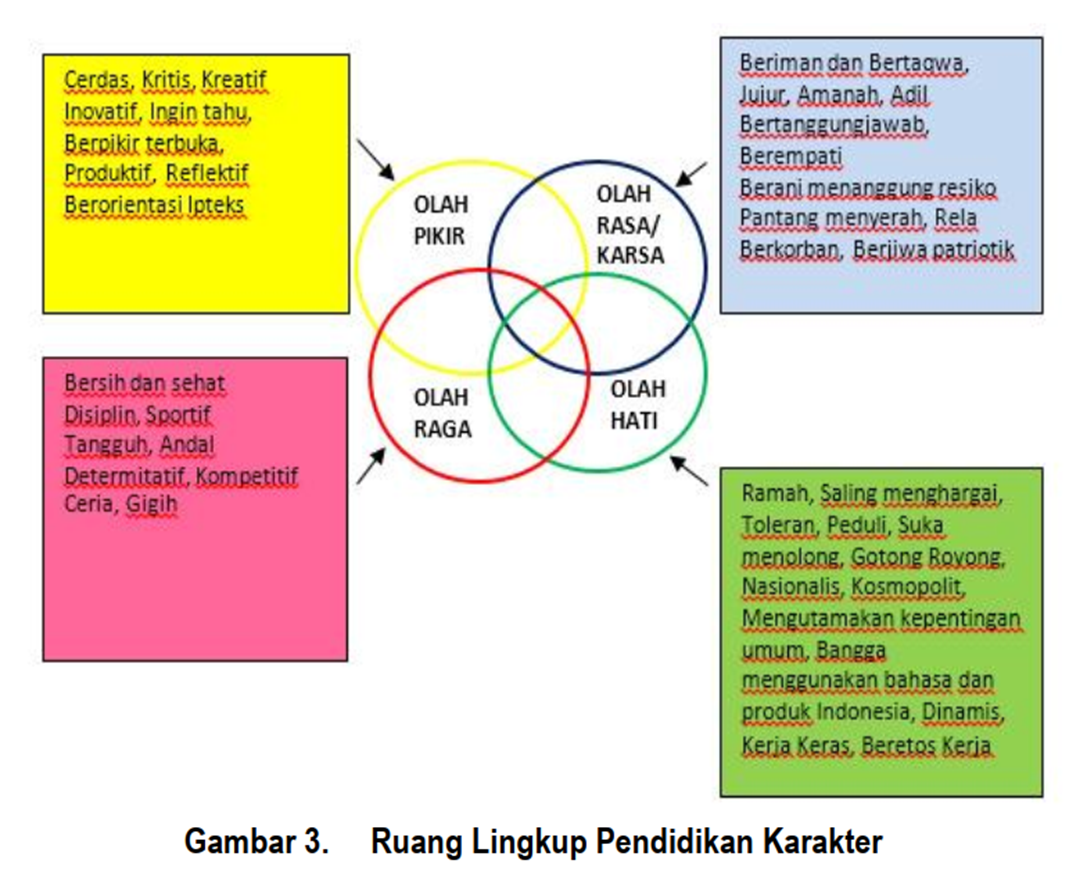 Cerdas, Kritis, Kreatif
Inovatif, Ingin tahu,
Berpikir terbuka,
Produktif, Reflektif
Berorientasi Ipteks
Beriman dan Bertaqwa,
Jujur, Amanah, Adil
Bertanggungjawab,
Berempati
Berani menanggung resiko
Pantang menyerah, Rela
Berkorban, Berjiwa patriotik
OLAH
PIKIR
OLAH
RASA/
KARSA
Bersih dan sehat
Disiplin, Sportif
Tangguh, Andal
Determitatif, Kompetitif
Ceria, Gigih
OLAH
RAGA
OLAH
HATI
Ramah, Saling menghargai,
Toleran, Peduli, Suka
menolong, Gotong Royong,
Nasionalis, Kosmopolit,
Mengutamakan kepentingan
umum, Bangga
menggunakan bahasa dan
produk Indonesia, Dinamis,
Kerja Keras, Beretos Kerja
Gambar 3. Ruang Lingkup Pendidikan Karakter